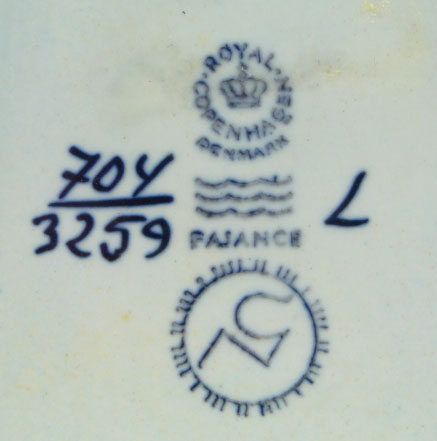 ROYAL COPENHAGEN
DENMARK
704
3259
L
FAJANCE